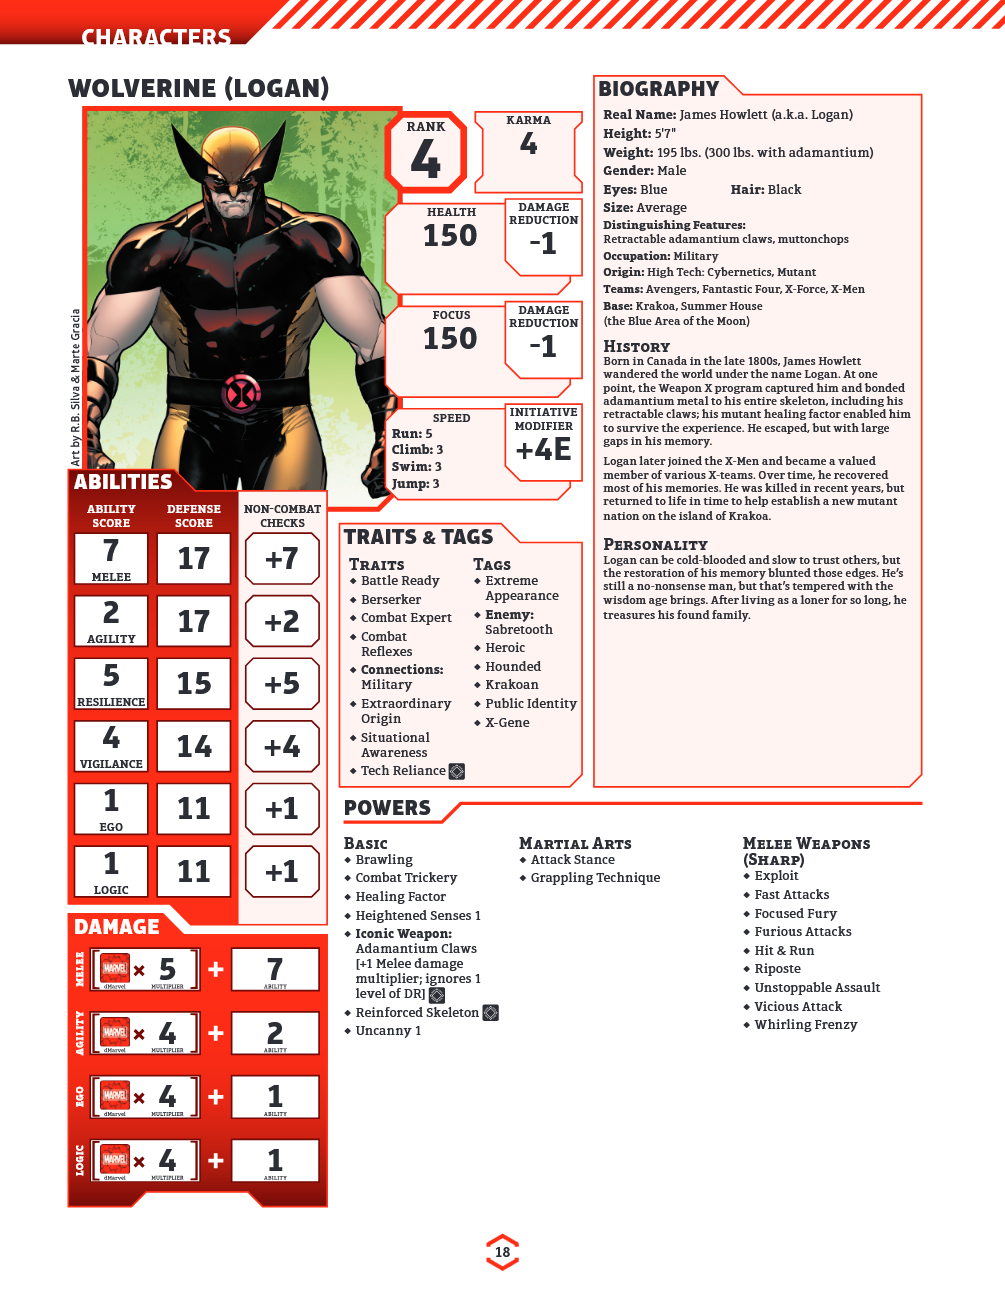 CHARACTERS
WOLVERINE (LOGAN)
Art by R.B. Silva & Marte Gracia
RANK
4
KARMA
4
HEALTH
150
DAMAGE
REDUCTION
-1
FOCUS
150
DAMAGE
REDUCTION
-1
SPEED
Run: 5
Climb: 3
Swim: 3
Jump: 3
INITIATIVE
MODIFIER
+4E
ABILITIES
ABILITY
SCORE
DEFENSE
SCORE
NON-COMBAT
CHECKS
7
MELEE
17
+7
2
AGILITY
17
+2
5
RESILIENCE
15
+5
4
VIGILANCE
14
+4
1
EGO
11
+1
1
LOGIC
11
+1
DAMAGE
MELEE
[ MARVEL × 5 ] + 7
dMarvel MULTIPLIER ABILITY
AGILITY
[ MARVEL × 4 ] + 2
dMarvel MULTIPLIER ABILITY
EGO
[ MARVEL × 4 ] + 1
dMarvel MULTIPLIER ABILITY
LOGIC
[ MARVEL × 4 ] + 1
dMarvel MULTIPLIER ABILITY
TRAITS & TAGS
TRAITS
◆ Battle Ready
◆ Berserker
◆ Combat Expert
◆ Combat
Reflexes
◆ Connections:
Military
◆ Extraordinary
Origin
◆ Situational
Awareness
◆ Tech Reliance
TAGS
◆ Extreme
Appearance
◆ Enemy:
Sabretooth
◆ Heroic
◆ Hounded
◆ Krakoan
◆ Public Identity
◆ X-Gene
BIOGRAPHY
Real Name: James Howlett (a.k.a. Logan)
Height: 5'7"
Weight: 195 lbs. (300 lbs. with adamantium)
Gender: Male
Eyes: Blue Hair: Black
Size: Average
Distinguishing Features:
Retractable adamantium claws, muttonchops
Occupation: Military
Origin: High Tech: Cybernetics, Mutant
Teams: Avengers, Fantastic Four, X-Force, X-Men
Base: Krakoa, Summer House
(the Blue Area of the Moon)
HISTORY
Born in Canada in the late 1800s, James Howlett
wandered the world under the name Logan. At one
point, the Weapon X program captured him and bonded
adamantium metal to his entire skeleton, including his
retractable claws; his mutant healing factor enabled him
to survive the experience. He escaped, but with large
gaps in his memory.
Logan later joined the X-Men and became a valued
member of various X-teams. Over time, he recovered
most of his memories. He was killed in recent years, but
returned to life in time to help establish a new mutant
nation on the island of Krakoa.
PERSONALITY
Logan can be cold-blooded and slow to trust others, but
the restoration of his memory blunted those edges. He's
still a no-nonsense man, but that's tempered with the
wisdom age brings. After living as a loner for so long, he
treasures his found family.
POWERS
BASIC
◆ Brawling
◆ Combat Trickery
◆ Healing Factor
◆ Heightened Senses 1
◆ Iconic Weapon:
Adamantium Claws
[+1 Melee damage
multiplier; ignores 1
level of DR]
◆ Reinforced Skeleton
◆ Uncanny 1
MARTIAL ARTS
◆ Attack Stance
◆ Grappling Technique
MELEE WEAPONS
(SHARP)
◆ Exploit
◆ Fast Attacks
◆ Focused Fury
◆ Furious Attacks
◆ Hit & Run
◆ Riposte
◆ Unstoppable Assault
◆ Vicious Attack
◆ Whirling Frenzy
18